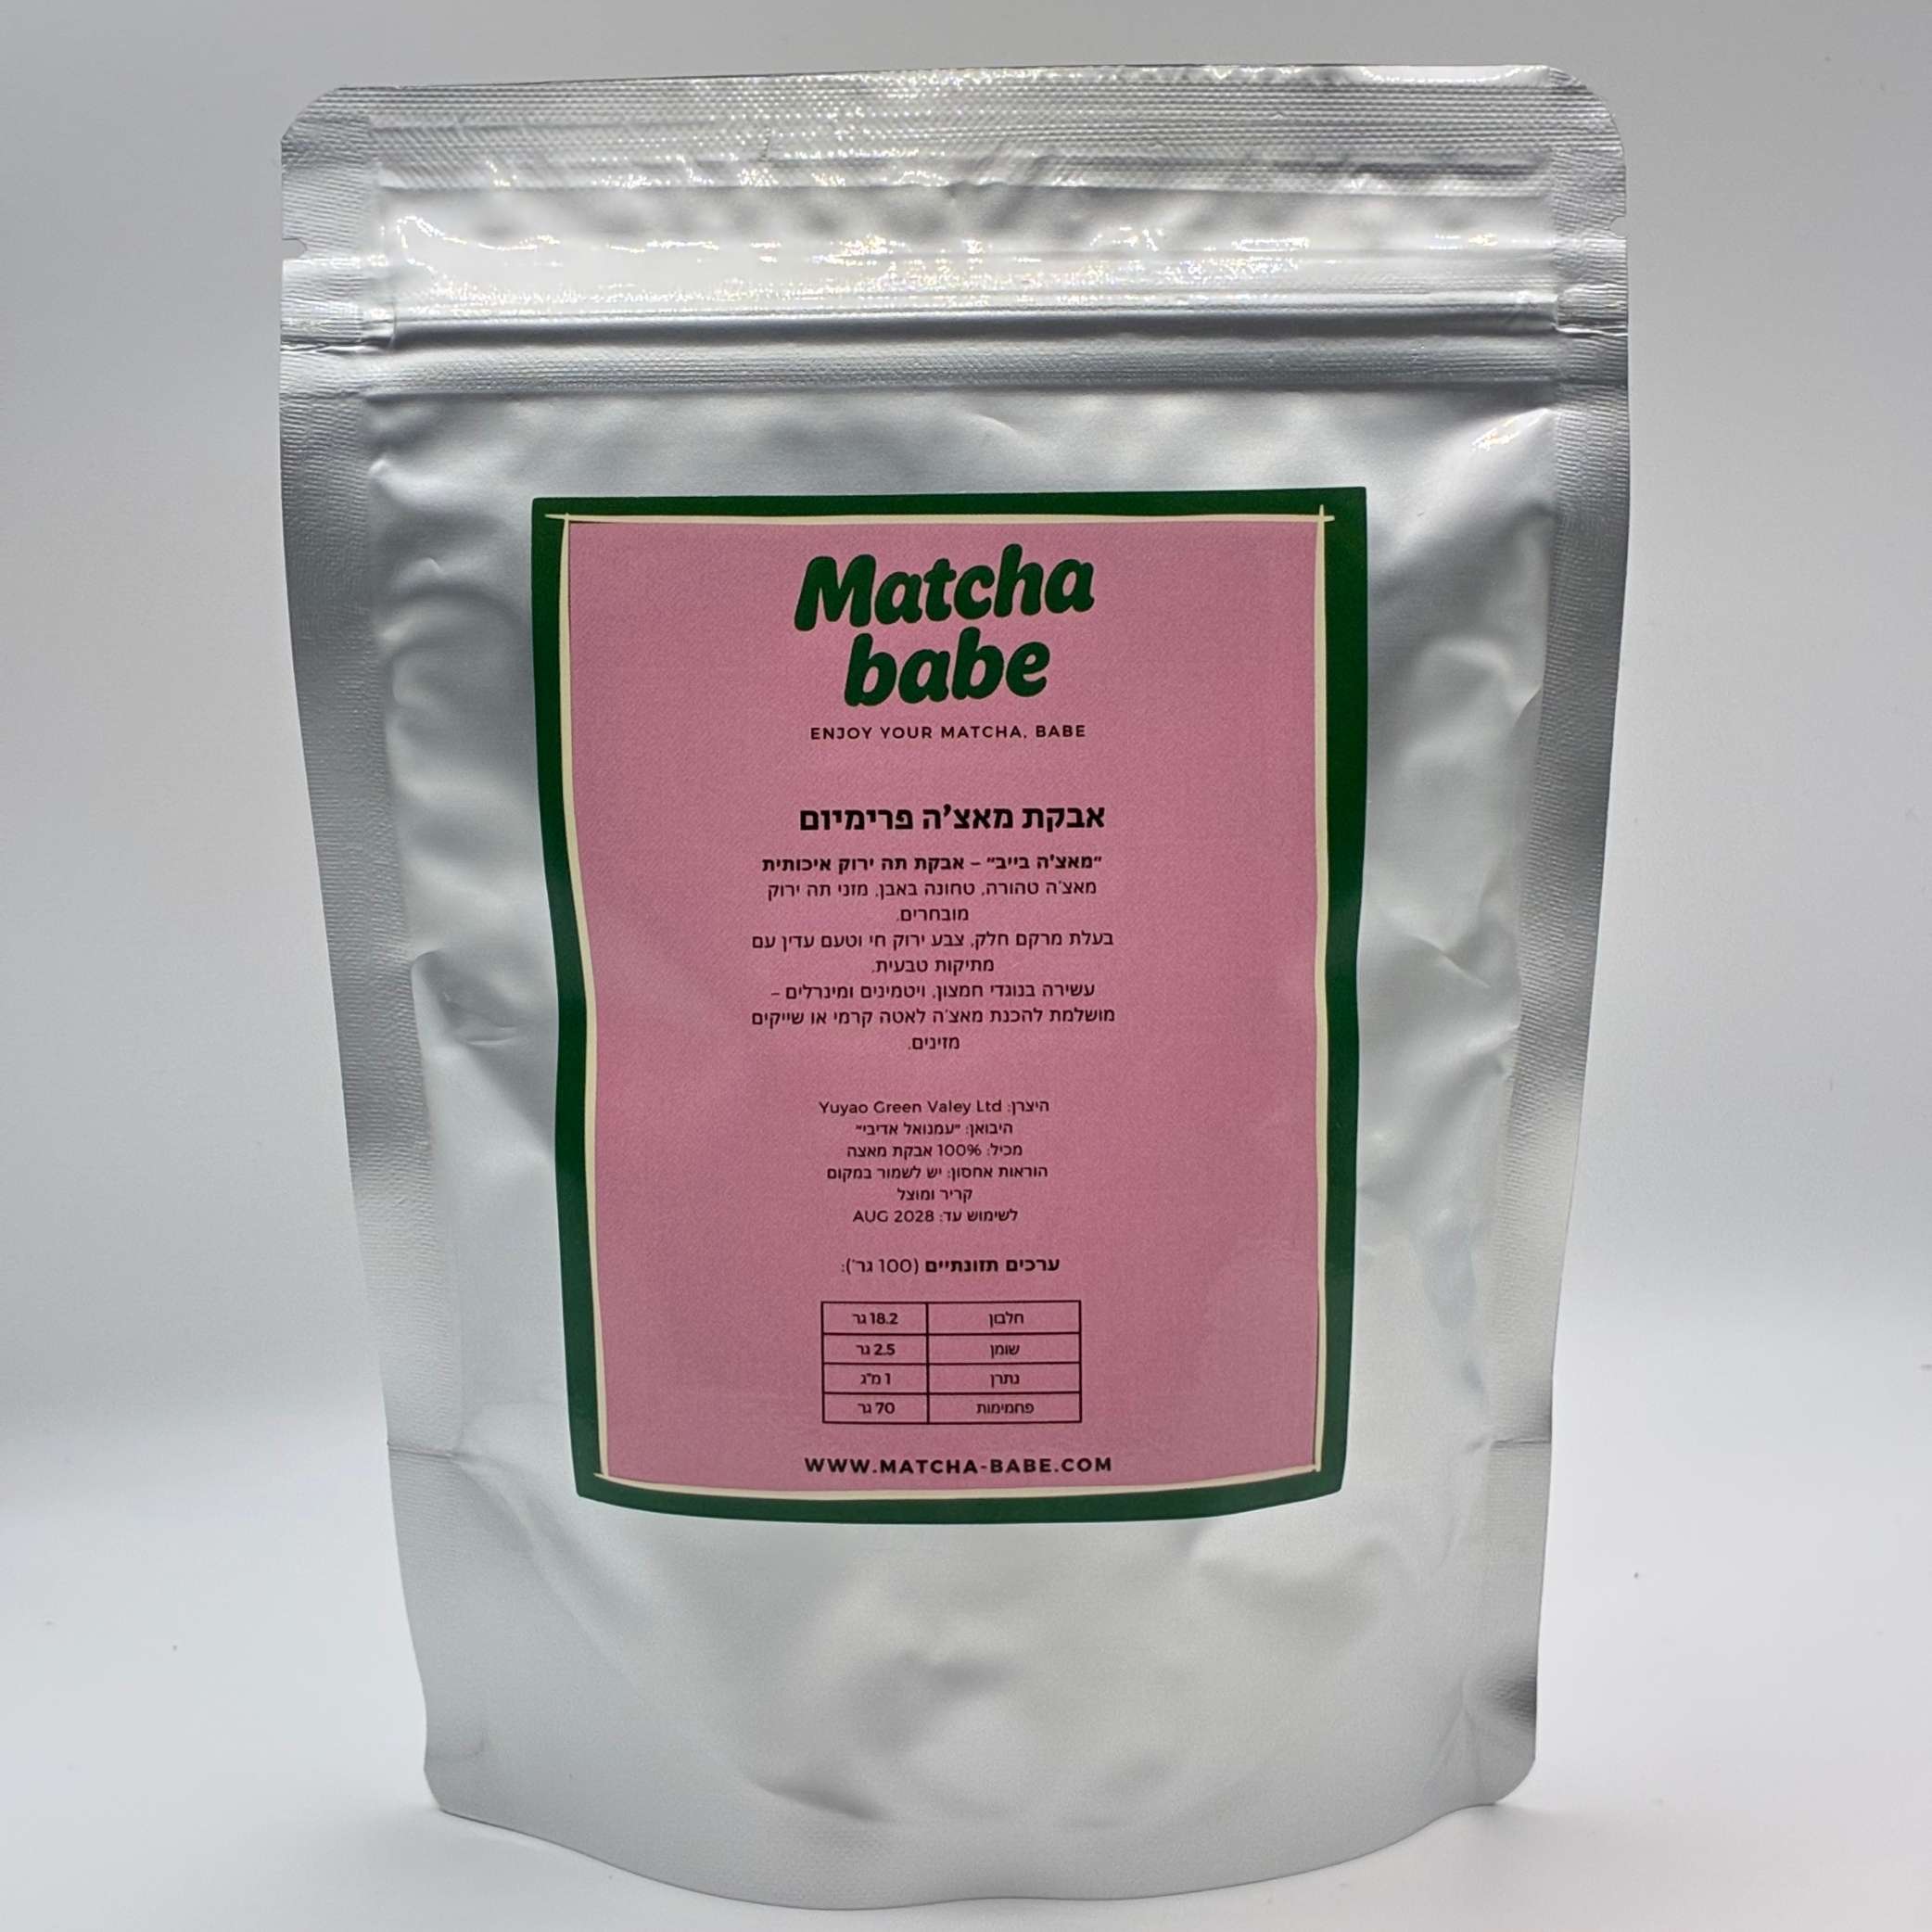 Matcha
babe
ENJOY YOUR MATCHA, BABE
אבקת מאצ'ה פרימיום
"מאצ'ה בייב" – אבקת תה ירוק איכותית
מאצ'ה טהורה, טחונה באבן, מזני תה ירוק
מובחרים.
בעלת מרקם חלק, צבע ירוק חי וטעם עדין עם
מתיקות טבעית.
עשירה בנוגדי חמצון, ויטמינים ומינרלים –
מושלמת להכנת מאצ'ה לאטה קרמי או שייקים
מזינים.
היצרן: Yuyao Green Valey Ltd
היבואן: "עמנואל אדיבי"
מכיל: 100% אבקת מאצה
הוראות אחסון: יש לשמור במקום
קריר ומוצל
לשימוש עד: AUG 2028
ערכים תזונתיים (100 גר'):
חלבון 18.2 גר
שומן 2.5 גר
נתרן 1 מ"ג
פחמימות 70 גר
WWW.MATCHA-BABE.COM